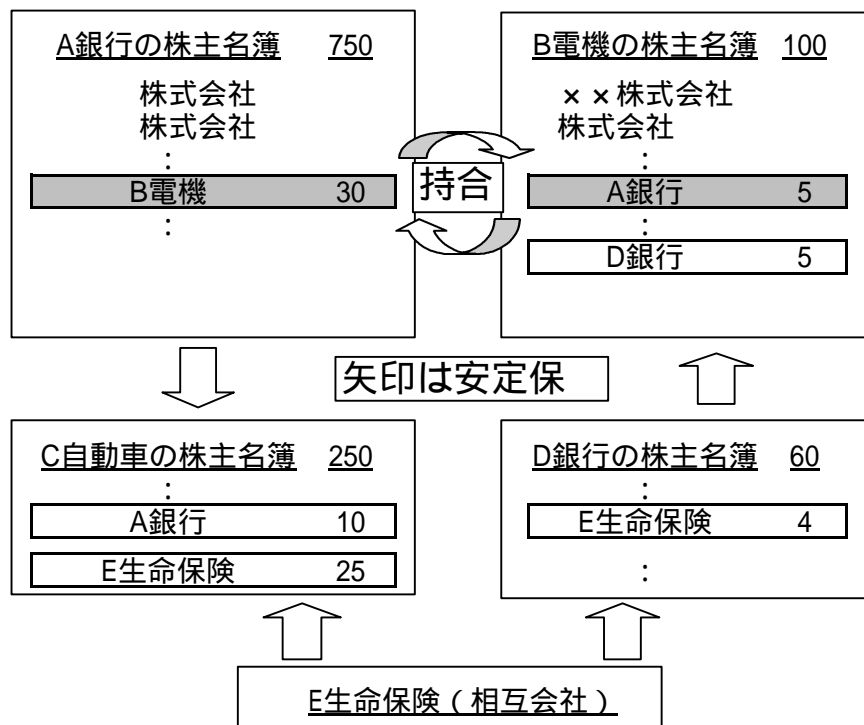 A銀行の株主名簿 750
株式会社
株式会社
:
B電機 30
:
B電機の株主名簿 100
××株式会社
株式会社
:
A銀行 5
:
D銀行 5
持合
矢印は安定保
C自動車の株主名簿 250
:
A銀行 10
E生命保険 25
D銀行の株主名簿 60
:
E生命保険 4
:
E生命保険(相互会社)